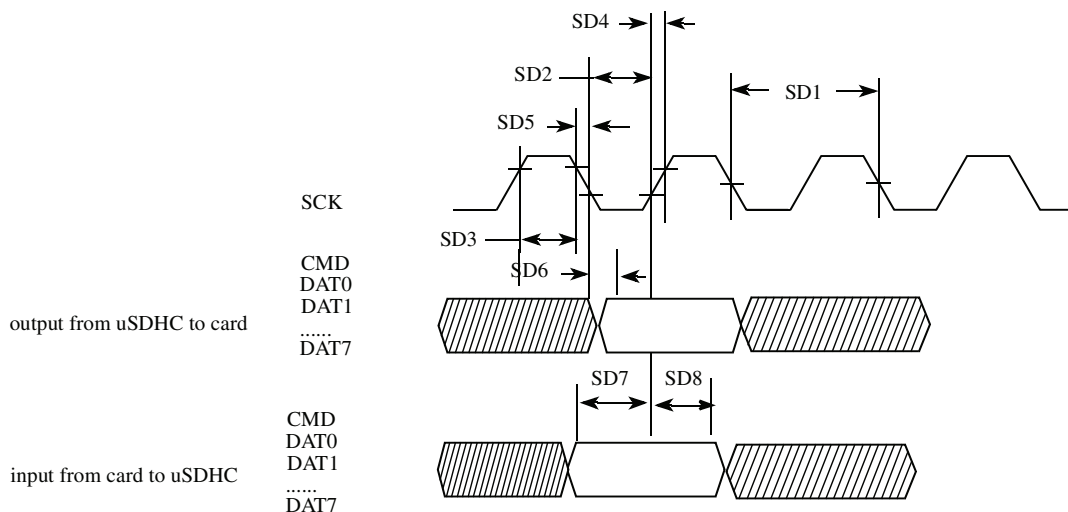 SD4
SD2
SD1
SD5
SCK
SD3
CMD
SD6
DAT0
DAT1
output from uSDHC to card
......
DAT7
SD7
SD8
CMD
DAT0
DAT1
input from card to uSDHC
......
DAT7